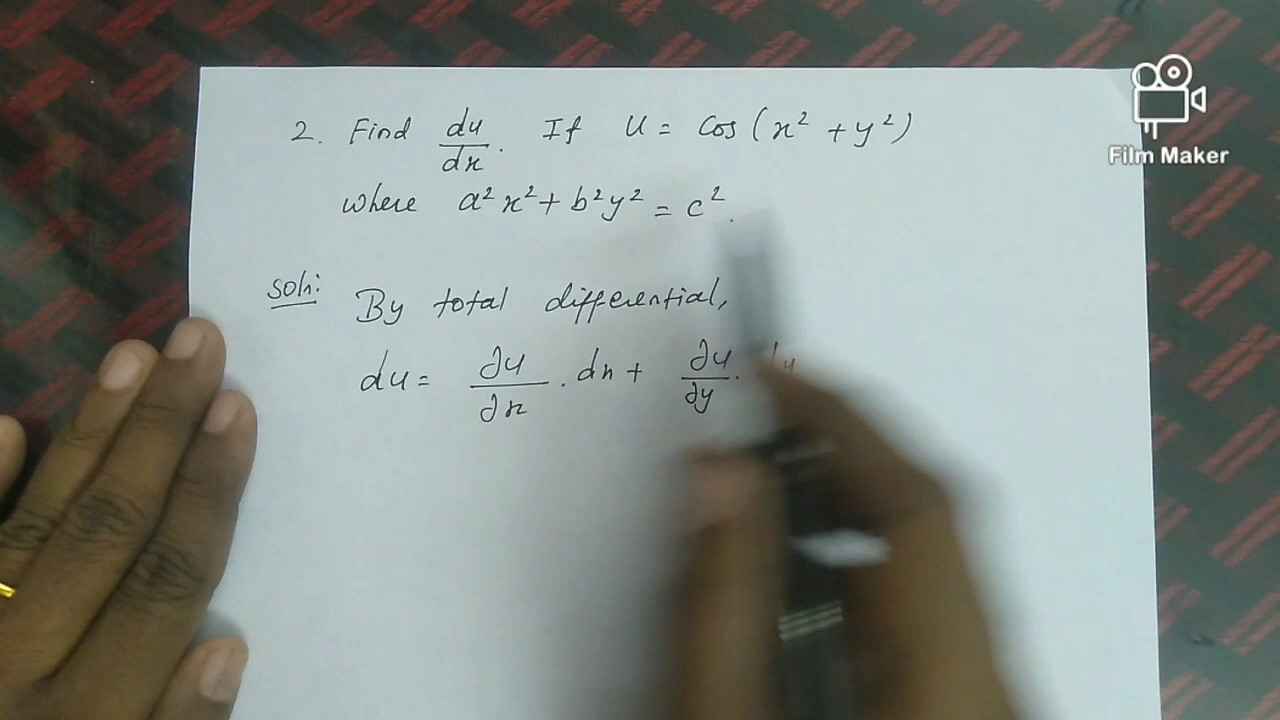 2. Find du/dx. If u = cos(x² + y²)
where a²x² + b²y² = c².
Soln: By total differential,
du = ∂u/∂x . dx + ∂u/∂y . dy
Film Maker